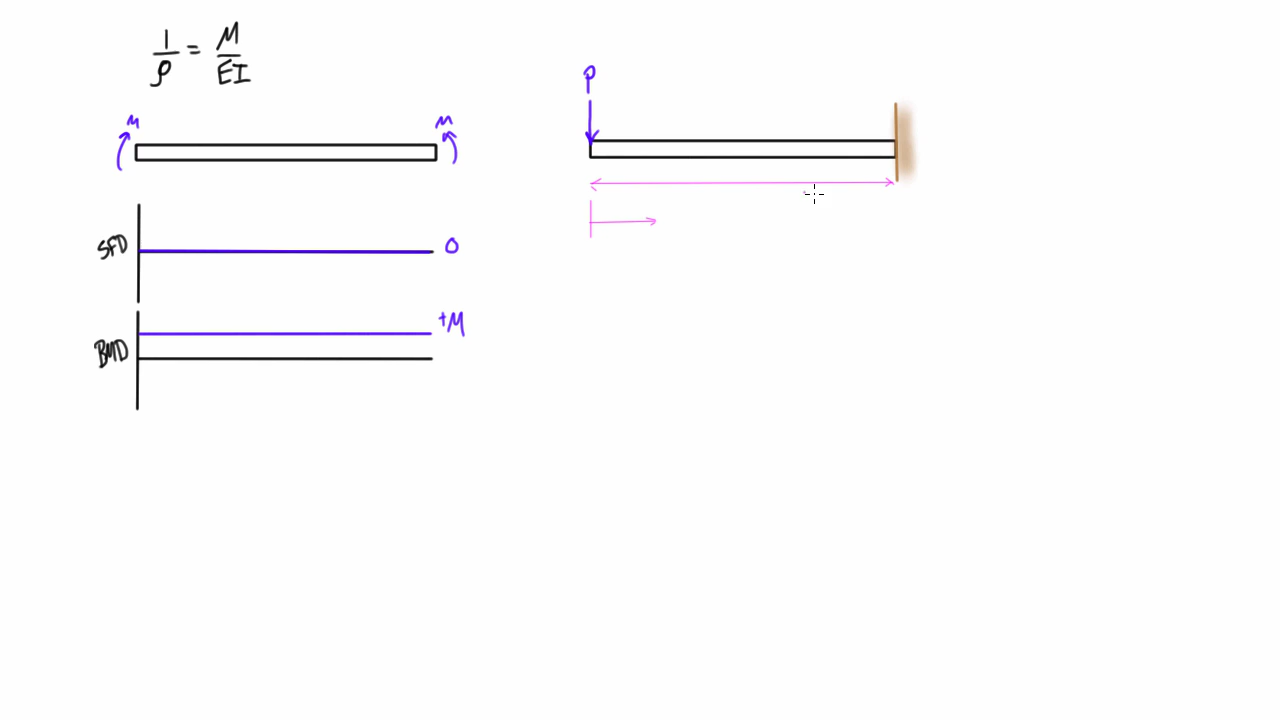 1/ρ = M/EI
M M
P
SFD 0
+M
BMD